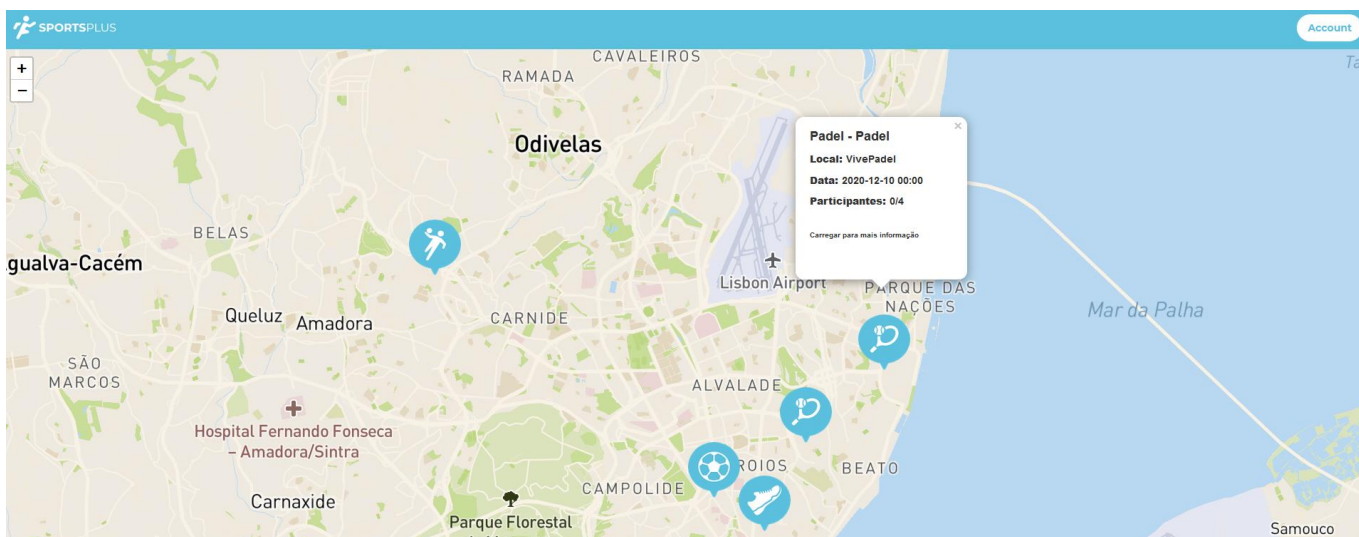 SPORTSPLUS
Account
+
−
CAVALEIROS
RAMADA
Odivelas
Padel - Padel
×
Local: VivePadel
Data: 2020-12-10 00:00
Participantes: 0/4
Carregar para mais informação
BELAS
gualva-Cacém
Lisbon Airport
PARQUE DAS
NAÇÕES
Queluz
Amadora
CARNIDE
Mar da Palha
SÃO
MARCOS
ALVALADE
Hospital Fernando Fonseca
– Amadora/Sintra
ROIOS
BEATO
CAMPOLIDE
Carnaxide
Parque Florestal
Samouco